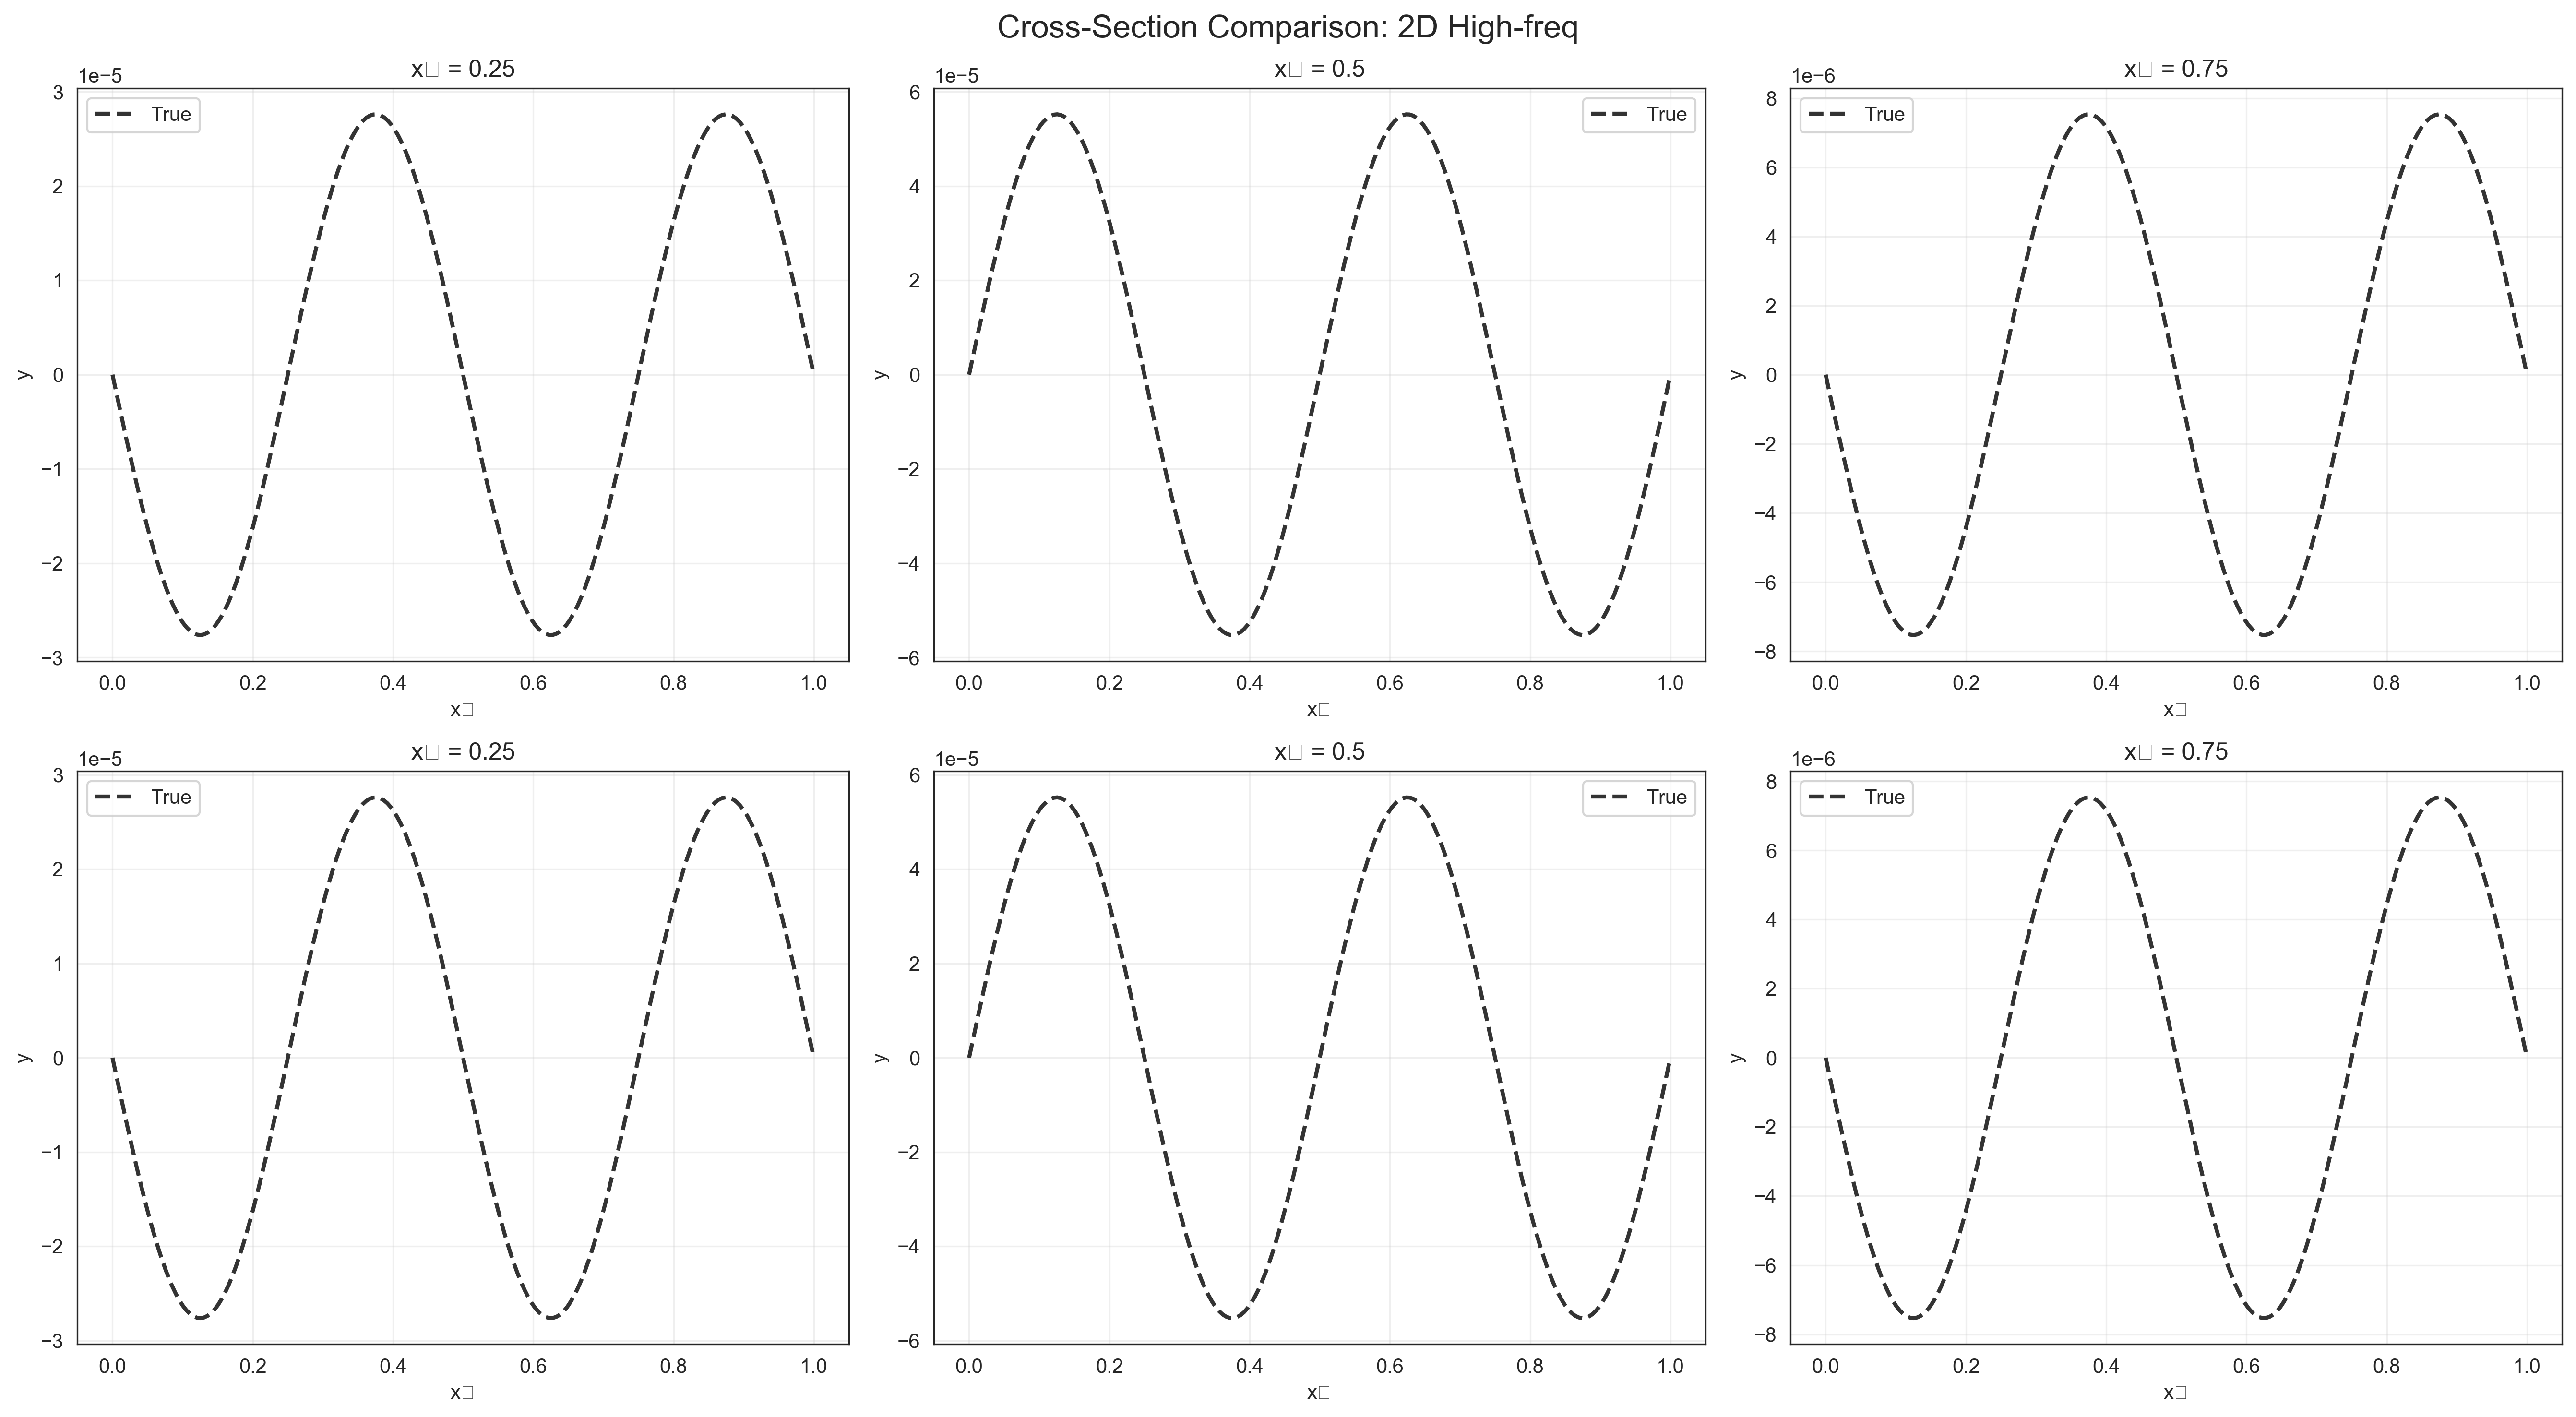 Cross-Section Comparison: 2D High-freq
x□ = 0.25
1e−5
True
3
2
1
0
−1
−2
−3
y
0.0 0.2 0.4 0.6 0.8 1.0
x□
x□ = 0.5
1e−5
True
6
4
2
0
−2
−4
−6
y
0.0 0.2 0.4 0.6 0.8 1.0
x□
x□ = 0.75
1e−6
True
8
6
4
2
0
−2
−4
−6
−8
y
0.0 0.2 0.4 0.6 0.8 1.0
x□
x□ = 0.25
1e−5
True
3
2
1
0
−1
−2
−3
y
0.0 0.2 0.4 0.6 0.8 1.0
x□
x□ = 0.5
1e−5
True
6
4
2
0
−2
−4
−6
y
0.0 0.2 0.4 0.6 0.8 1.0
x□
x□ = 0.75
1e−6
True
8
6
4
2
0
−2
−4
−6
−8
y
0.0 0.2 0.4 0.6 0.8 1.0
x□